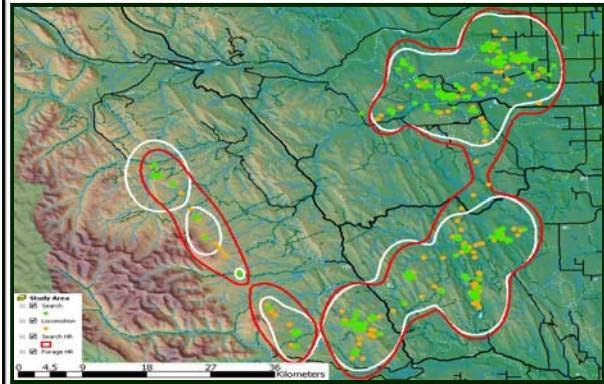 Study Area
Search
Locomotion
Search HR
Forage HR
0 4.5 9 18 27 36
Kilometers